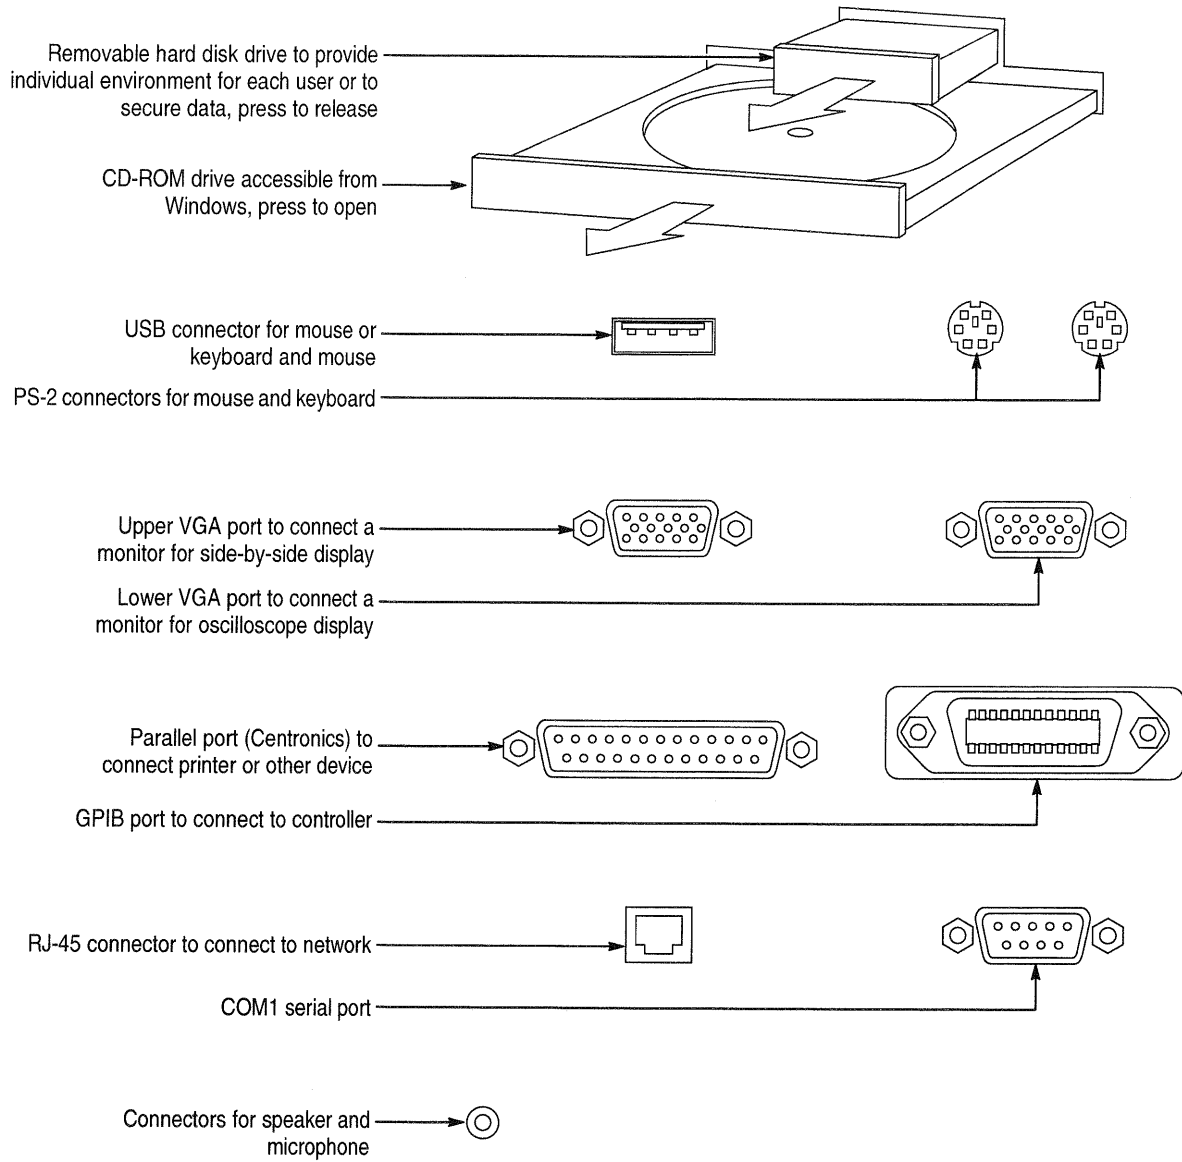 Removable hard disk drive to provide
individual environment for each user or to
secure data, press to release
CD-ROM drive accessible from
Windows, press to open
USB connector for mouse or
keyboard and mouse
PS-2 connectors for mouse and keyboard
Upper VGA port to connect a
monitor for side-by-side display
Lower VGA port to connect a
monitor for oscilloscope display
Parallel port (Centronics) to
connect printer or other device
GPIB port to connect to controller
RJ-45 connector to connect to network
COM1 serial port
Connectors for speaker and
microphone